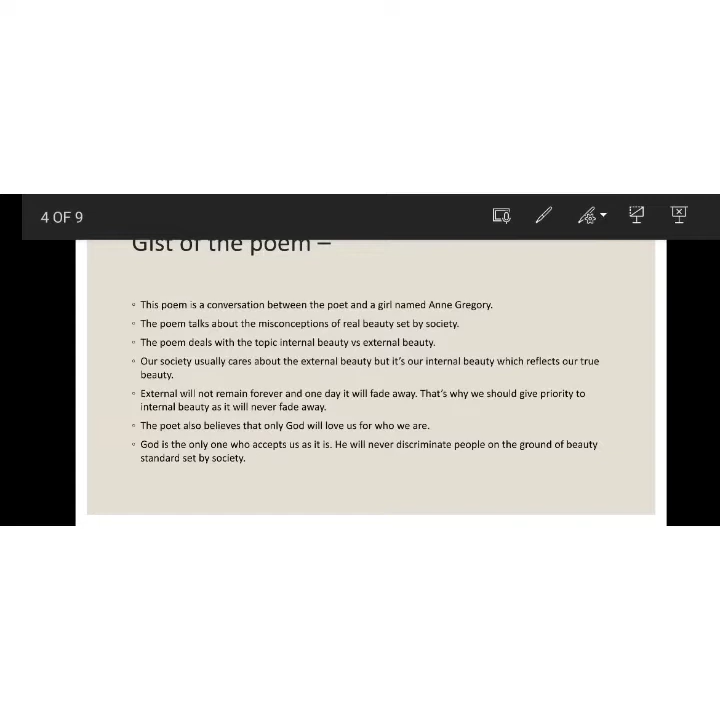 4 OF 9
Gist of the poem –
◦ This poem is a conversation between the poet and a girl named Anne Gregory.
◦ The poem talks about the misconceptions of real beauty set by society.
◦ The poem deals with the topic internal beauty vs external beauty.
◦ Our society usually cares about the external beauty but it's our internal beauty which reflects our true
beauty.
◦ External will not remain forever and one day it will fade away. That's why we should give priority to
internal beauty as it will never fade away.
◦ The poet also believes that only God will love us for who we are.
◦ God is the only one who accepts us as it is. He will never discriminate people on the ground of beauty
standard set by society.